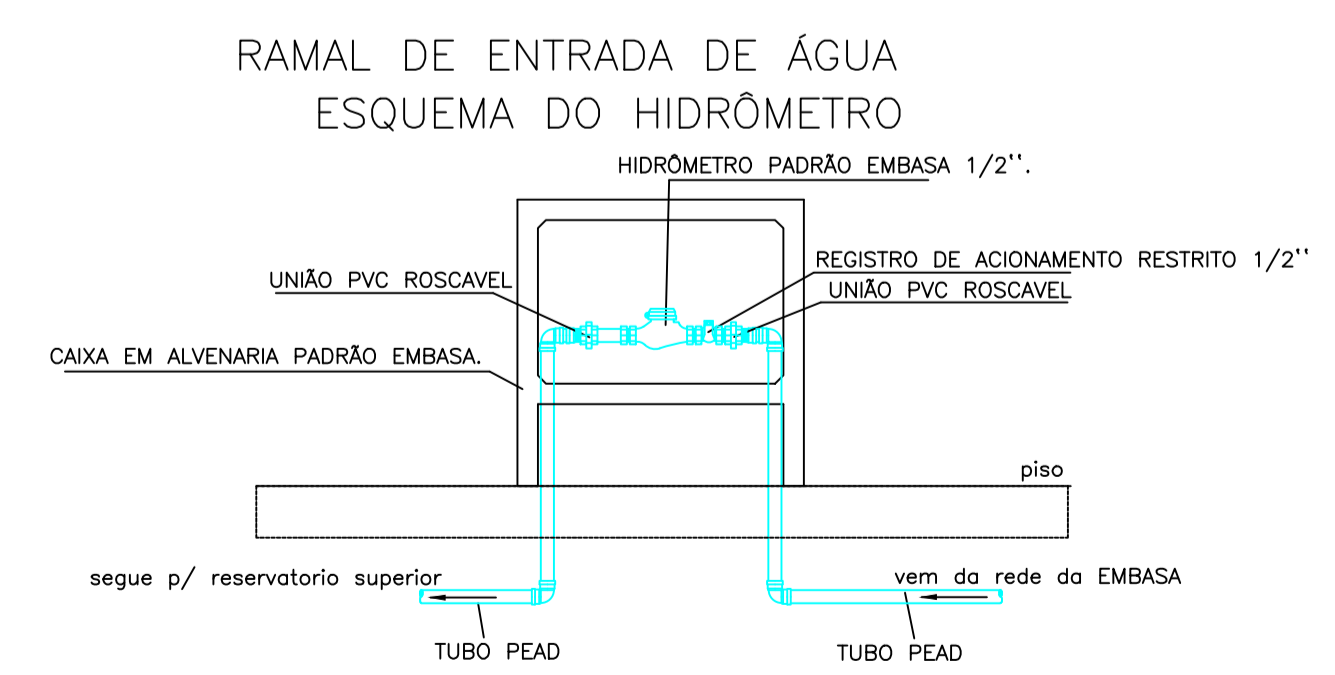 RAMAL DE ENTRADA DE ÁGUA
ESQUEMA DO HIDRÔMETRO
HIDRÔMETRO PADRÃO EMBASA 1/2''.
REGISTRO DE ACIONAMENTO RESTRITO 1/2''
UNIÃO PVC ROSCAVEL
UNIÃO PVC ROSCAVEL
CAIXA EM ALVENARIA PADRÃO EMBASA.
piso
segue p/ reservatorio superior
vem da rede da EMBASA
TUBO PEAD
TUBO PEAD